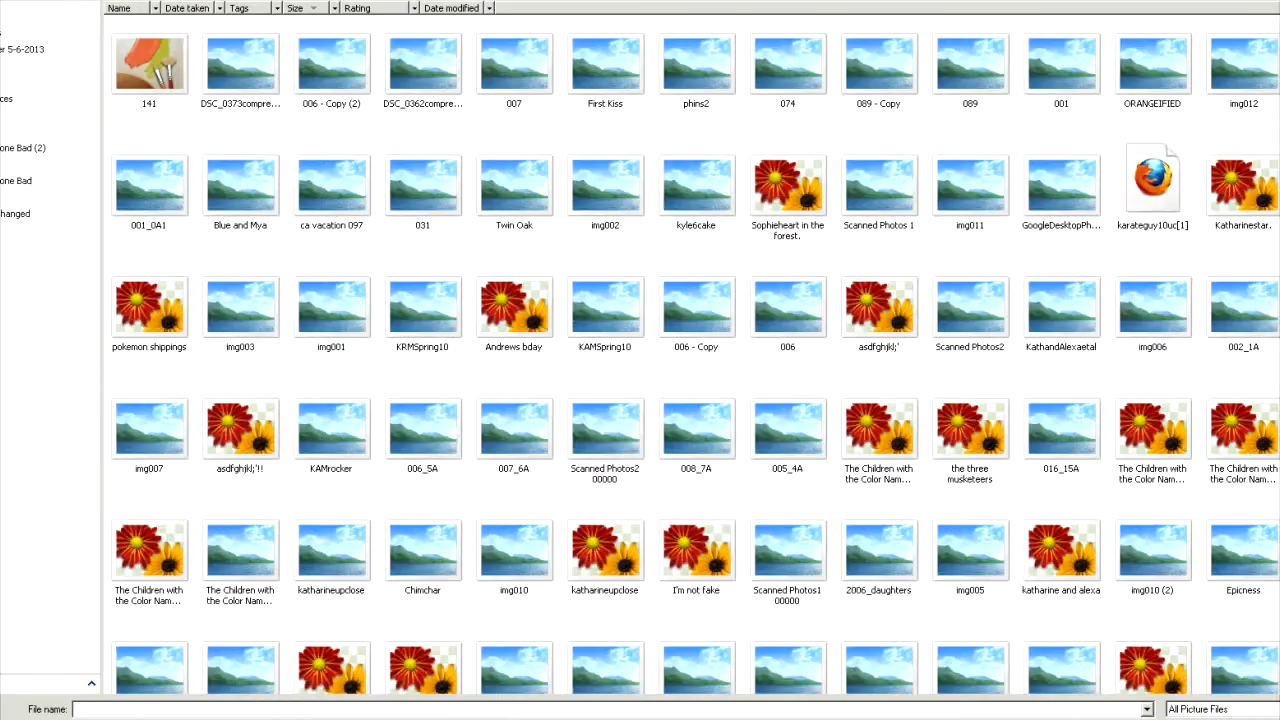 Name Date taken Tags Size Rating Date modified
5-6-2013
ces
one Bad (2)
one Bad
hanged
141 DSC_0373compre... 006 - Copy (2) DSC_0362compre... 007 First Kiss phins2 074 089 - Copy 089 001 ORANGEIFIED img012
001_0A1 Blue and Mya ca vacation 097 031 Twin Oak img002 kyle6cake Sophieheart in the Scanned Photos 1 img011 GoogleDesktopPh... karateguy10uc[1] Katharinestar.
forest.
pokemon shippings img003 img001 KRMSpring10 Andrews bday KAMSpring10 006 - Copy 006 asdfghjkl;' Scanned Photos2 KathandAlexaetal img006 002_1A
img007 asdfghjkl;'!! KAMrocker 006_5A 007_6A Scanned Photos2 008_7A 005_4A The Children with the three 016_15A The Children with The Children with
00000 the Color Nam... musketeers the Color Nam... the Color Nam...
The Children with The Children with katharineupclose Chimchar img010 katharineupclose I'm not fake Scanned Photos1 2006_daughters img005 katharine and alexa img010 (2) Epicness
the Color Nam... the Color Nam... 00000
File name: All Picture Files